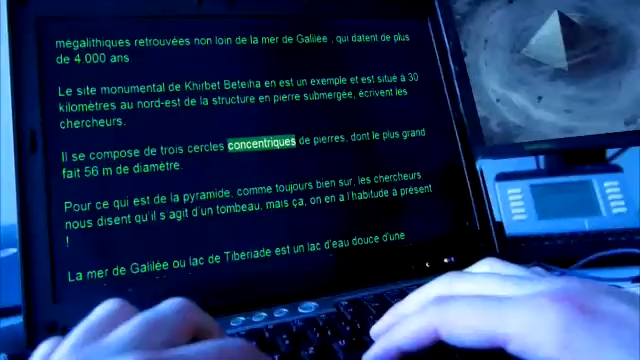 mégalithiques retrouvées non loin de la mer de Galilée , qui datent de plus
de 4 000 ans
Le site monumental de Khirbet Beteiha en est un exemple et est situé à 30
kilomètres au nord-est de la structure en pierre submergée, écrivent les
chercheurs.
Il se compose de trois cercles concentriques de pierres, dont le plus grand
fait 56 m de diamètre.
Pour ce qui est de la pyramide, comme toujours bien sur, les chercheurs
nous disent qu'il s agit d'un tombeau, mais ça, on en a l'habitude à présent
!
La mer de Galilée ou lac de Tibériade est un lac d'eau douce d'une